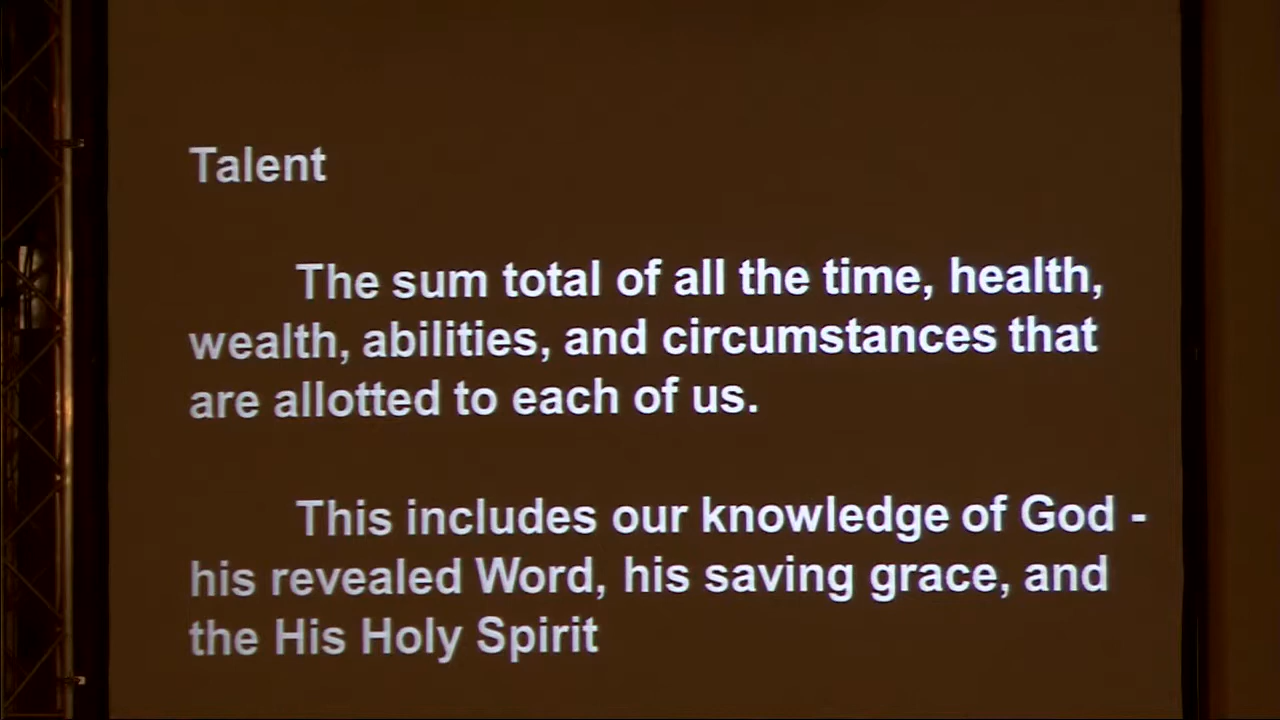 Talent
The sum total of all the time, health,
wealth, abilities, and circumstances that
are allotted to each of us.
This includes our knowledge of God -
his revealed Word, his saving grace, and
the His Holy Spirit